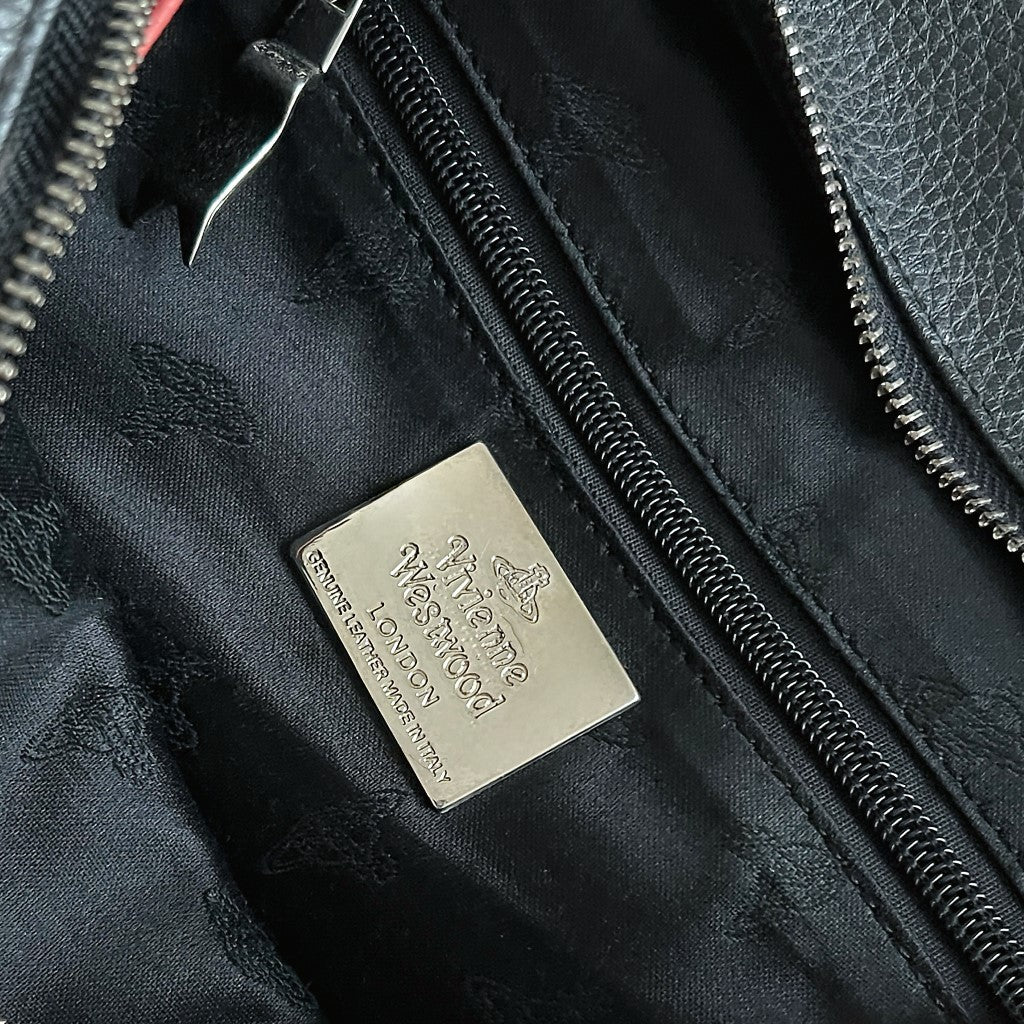 Vivienne
Westwood
LONDON
GENUINE LEATHER MADE IN ITALY